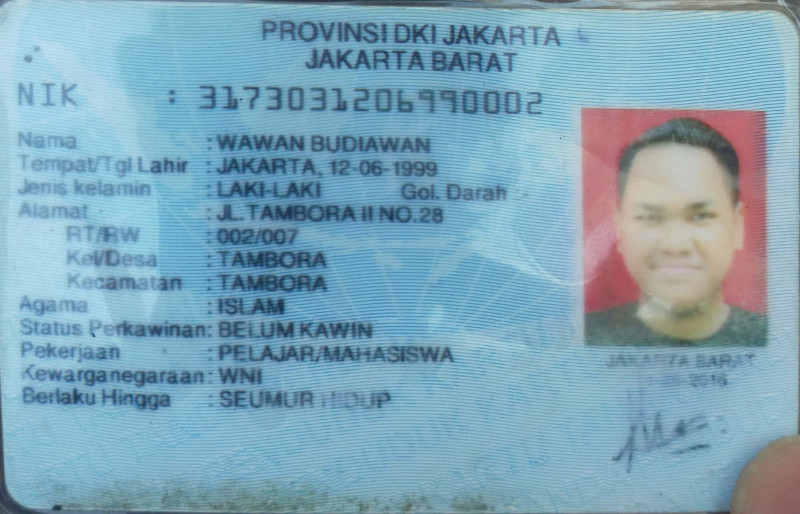 PROVINSI DKI JAKARTA
JAKARTA BARAT
NIK : 3173031206990002
Nama : WAWAN BUDIAWAN
Tempat/Tgl Lahir : JAKARTA, 12-06-1999
Jenis kelamin : LAKI-LAKI Gol. Darah
Alamat : JL.TAMBORA II NO.28
RT/RW : 002/007
Kel/Desa : TAMBORA
Kecamatan : TAMBORA
Agama : ISLAM
Status Perkawinan: BELUM KAWIN
Pekerjaan : PELAJAR/MAHASISWA
Kewarganegaraan: WNI
Berlaku Hingga : SEUMUR HIDUP
JAKARTA BARAT